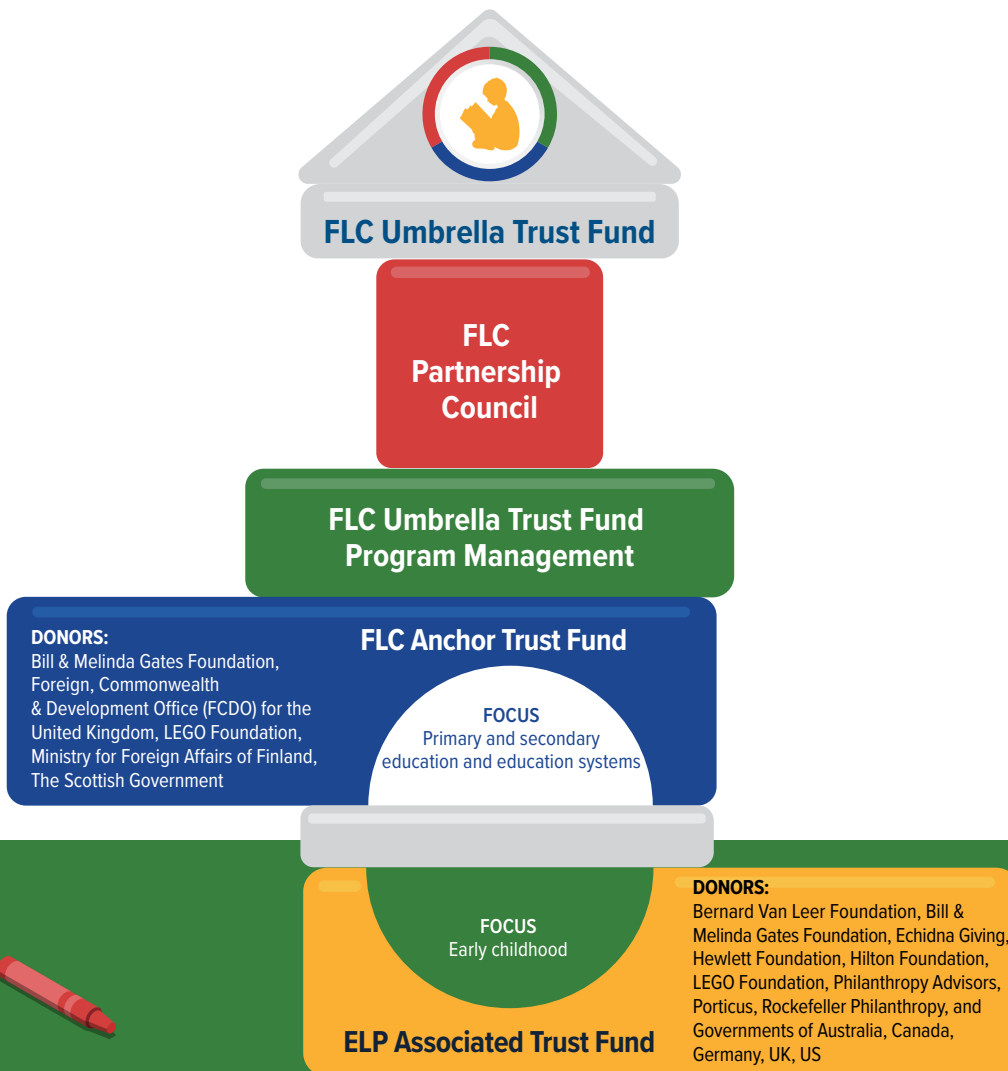 FLC Umbrella Trust Fund
FLC
Partnership
Council
FLC Umbrella Trust Fund
Program Management
DONORS:
Bill & Melinda Gates Foundation,
Foreign, Commonwealth
& Development Office (FCDO) for the
United Kingdom, LEGO Foundation,
Ministry for Foreign Affairs of Finland,
The Scottish Government
FLC Anchor Trust Fund
FOCUS
Primary and secondary
education and education systems
FOCUS
Early childhood
ELP Associated Trust Fund
DONORS:
Bernard Van Leer Foundation, Bill &
Melinda Gates Foundation, Echidna Giving,
Hewlett Foundation, Hilton Foundation,
LEGO Foundation, Philanthropy Advisors,
Porticus, Rockefeller Philanthropy, and
Governments of Australia, Canada,
Germany, UK, US